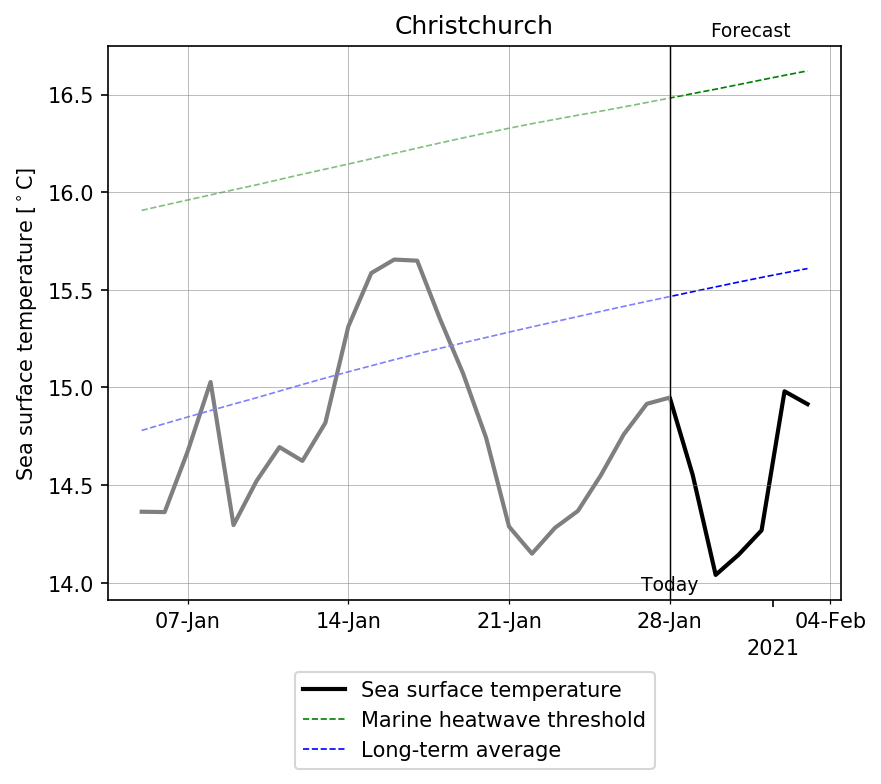 Christchurch
Forecast
Sea surface temperature [°C]
16.5
16.0
15.5
15.0
14.5
14.0
Today
07-Jan
14-Jan
21-Jan
28-Jan
04-Feb
2021
Sea surface temperature
Marine heatwave threshold
Long-term average